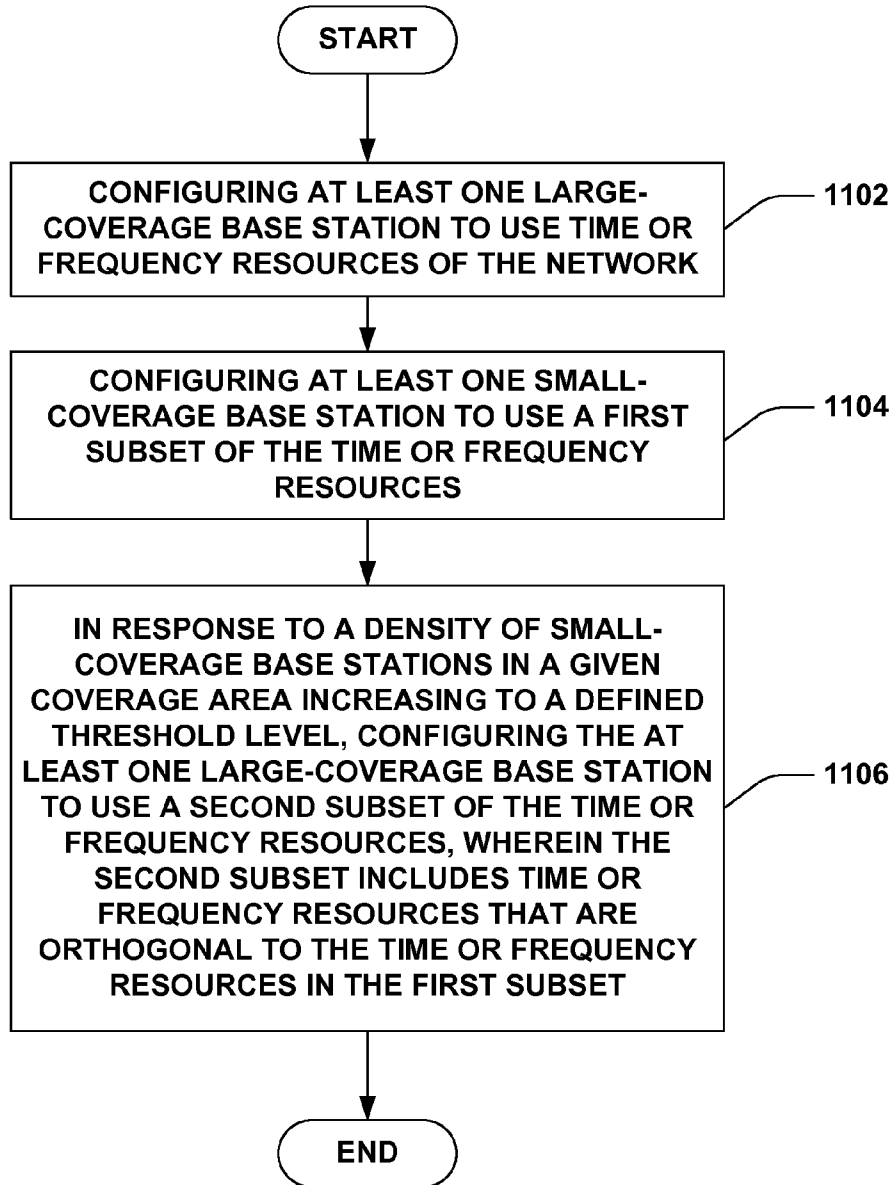 START
CONFIGURING AT LEAST ONE LARGE-
COVERAGE BASE STATION TO USE TIME OR
FREQUENCY RESOURCES OF THE NETWORK
1102
CONFIGURING AT LEAST ONE SMALL-
COVERAGE BASE STATION TO USE A FIRST
SUBSET OF THE TIME OR FREQUENCY
RESOURCES
1104
IN RESPONSE TO A DENSITY OF SMALL-
COVERAGE BASE STATIONS IN A GIVEN
COVERAGE AREA INCREASING TO A DEFINED
THRESHOLD LEVEL, CONFIGURING THE AT
LEAST ONE LARGE-COVERAGE BASE STATION
TO USE A SECOND SUBSET OF THE TIME OR
FREQUENCY RESOURCES, WHEREIN THE
SECOND SUBSET INCLUDES TIME OR
FREQUENCY RESOURCES THAT ARE
ORTHOGONAL TO THE TIME OR FREQUENCY
RESOURCES IN THE FIRST SUBSET
1106
END